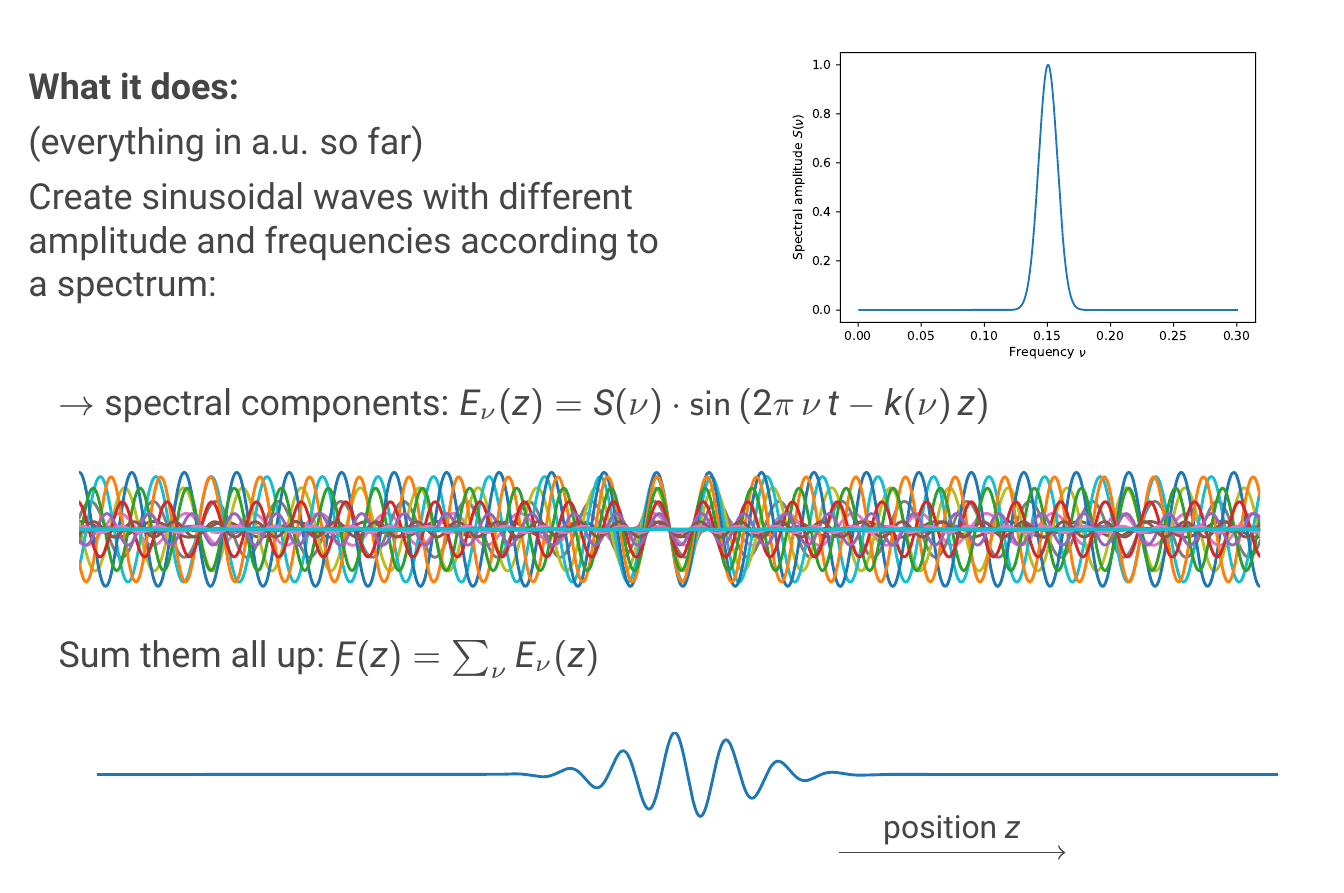 What it does:
(everything in a.u. so far)
Create sinusoidal waves with different
amplitude and frequencies according to
a spectrum:
1.0
0.8
0.6
0.4
0.2
0.0
Spectral amplitude S(ν)
0.00 0.05 0.10 0.15 0.20 0.25 0.30
Frequency ν
→ spectral components: E_ν(z) = S(ν) · sin (2π ν t − k(ν) z)
Sum them all up: E(z) = ∑_ν E_ν(z)
position z